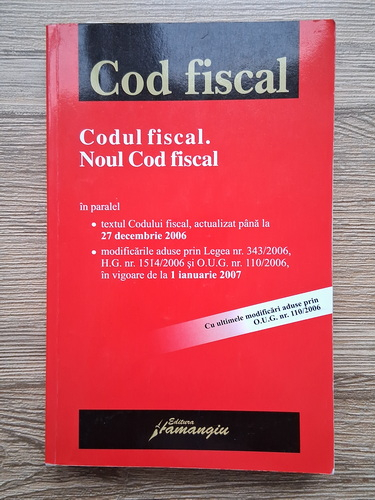 Cod fiscal
Codul fiscal.
Noul Cod fiscal
în paralel
• textul Codului fiscal, actualizat până la
27 decembrie 2006
• modificările aduse prin Legea nr. 343/2006,
H.G. nr. 1514/2006 şi O.U.G. nr. 110/2006,
în vigoare de la 1 ianuarie 2007
Cu ultimele modificări aduse prin
O.U.G. nr. 110/2006
Editura
Hamangiu